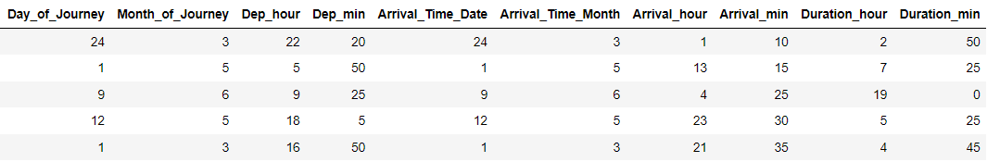 Day_of_Journey Month_of_Journey Dep_hour Dep_min Arrival_Time_Date Arrival_Time_Month Arrival_hour Arrival_min Duration_hour Duration_min
24 3 22 20 24 3 1 10 2 50
1 5 5 50 1 5 13 15 7 25
9 6 9 25 9 6 4 25 19 0
12 5 18 5 12 5 23 30 5 25
1 3 16 50 1 3 21 35 4 45